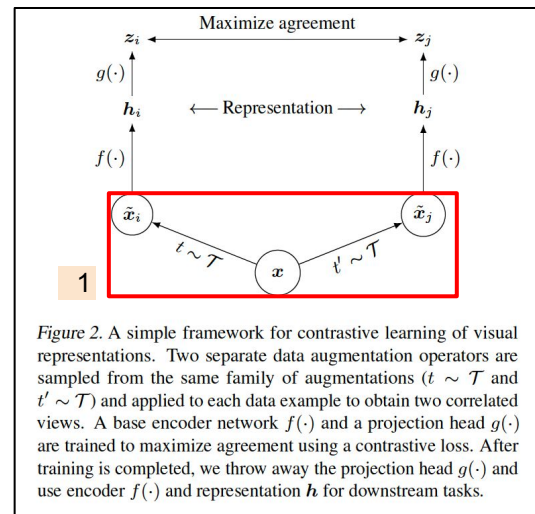 Maximize agreement
z_i z_j
g(·) g(·)
h_i ← Representation → h_j
f(·) f(·)
x̃_i x̃_j
t ∼ 𝒯 t′ ∼ 𝒯
x
1
Figure 2. A simple framework for contrastive learning of visual
representations. Two separate data augmentation operators are
sampled from the same family of augmentations (t ∼ 𝒯 and
t′ ∼ 𝒯) and applied to each data example to obtain two correlated
views. A base encoder network f(·) and a projection head g(·)
are trained to maximize agreement using a contrastive loss. After
training is completed, we throw away the projection head g(·) and
use encoder f(·) and representation h for downstream tasks.